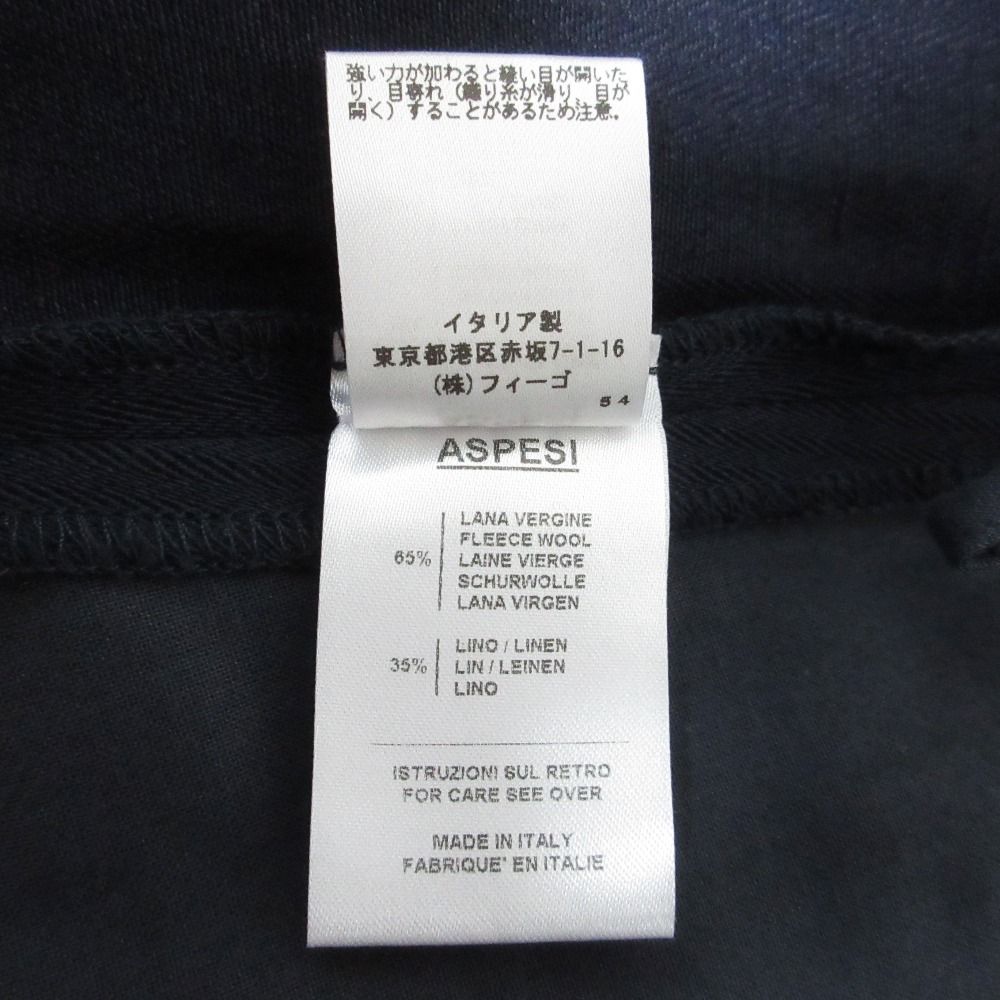 強い力が加わると縫い目が開いた
り、目寄れ（織り糸が滑り、目が
開く）することがあるため注意。
イタリア製
東京都港区赤坂7-1-16
(株)フィーゴ
54
ASPESI
65%
LANA VERGINE
FLEECE WOOL
LAINE VIERGE
SCHURWOLLE
LANA VIRGEN
35%
LINO / LINEN
LIN / LEINEN
LINO
ISTRUZIONI SUL RETRO
FOR CARE SEE OVER
MADE IN ITALY
FABRIQUE' EN ITALIE